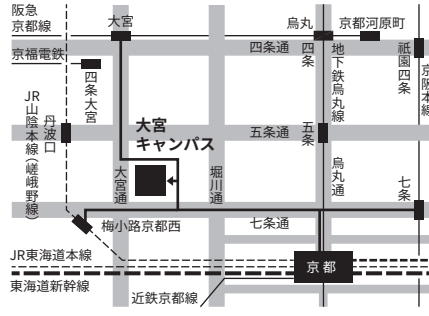 阪急
京都線
大宮
烏丸
京都河原町
四条通
四条
地下鉄烏丸線
祇園四条
京阪本線
京福電鉄
四条大宮
JR山陰本線（嵯峨野線）
丹波口
大宮
キャンパス
五条通
五条
烏丸通
大宮通
堀川通
七条
梅小路京都西
七条通
JR東海道本線
京都
東海道新幹線
近鉄京都線